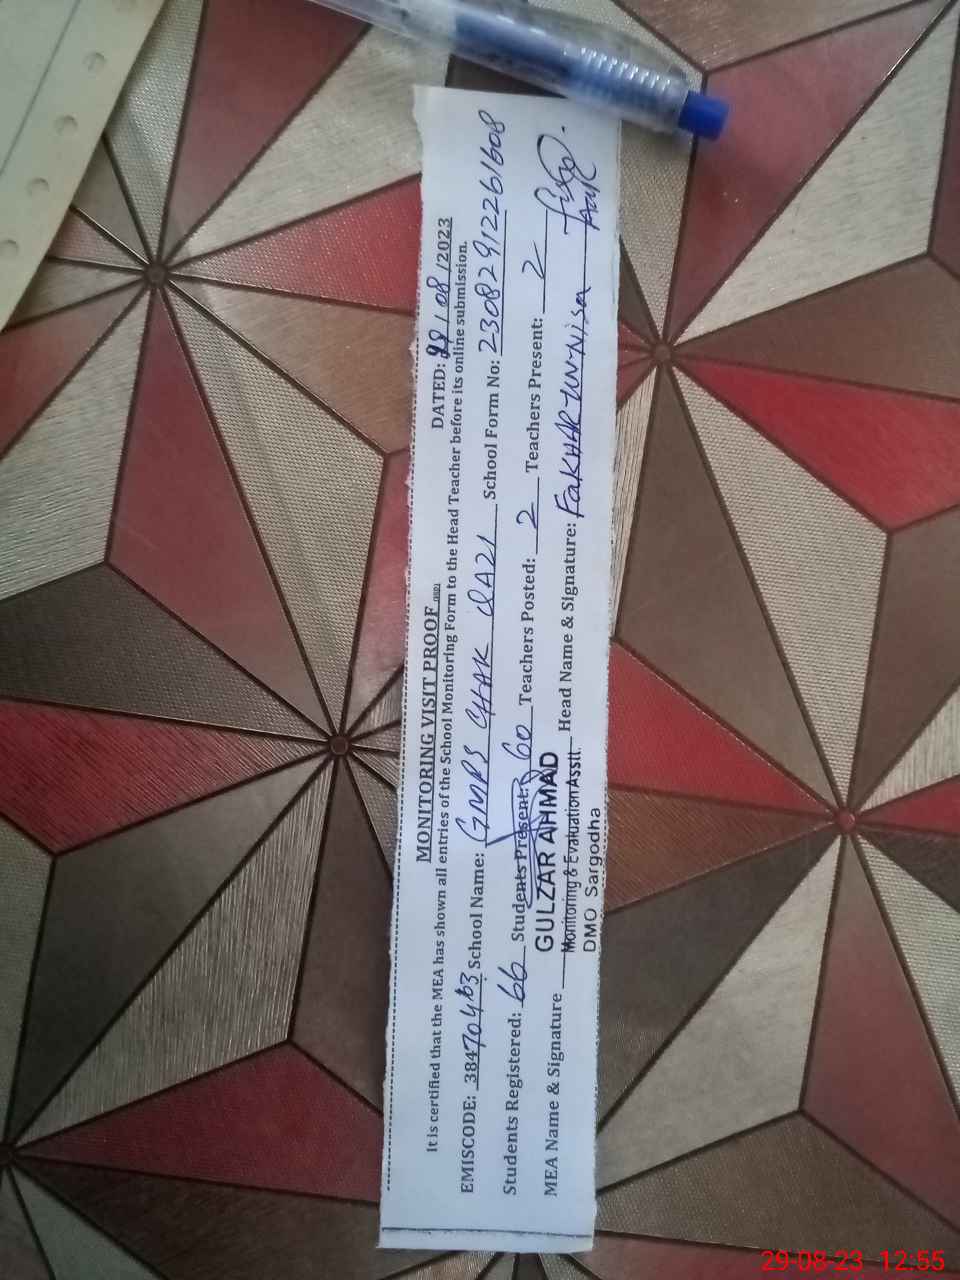 MONITORING VISIT PROOF
DATED: 29/08/2023
It is certified that the MEA has shown all entries of the School Monitoring Form to the Head Teacher before its online submission.
EMISCODE: 38470463 School Name: GMPS CHAK QAZI School Form No: 23082912261608
Students Registered: 66 Students Present: 60 Teachers Posted: 2 Teachers Present: 2
MEA Name & Signature Head Name & Signature: FaKHAR-UN-Nisa
GULZAR AHMAD
Monitoring & Evaluation Asstt.
DMO Sargodha
29-08-23 12:55